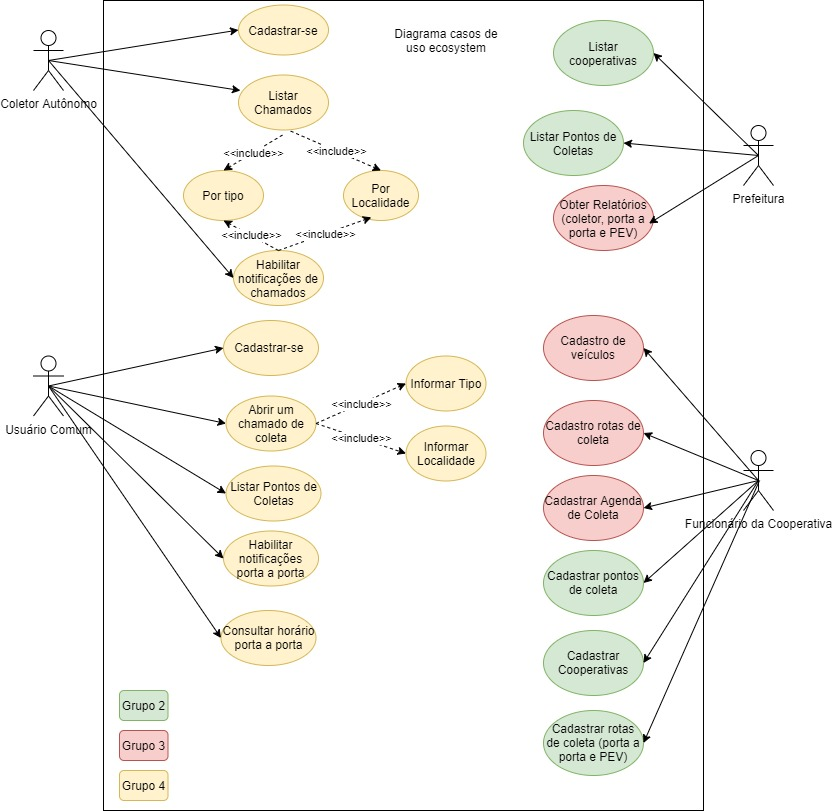 Diagrama casos de
uso ecosystem
Coletor Autônomo
Cadastrar-se
Listar
Chamados
<<include>>
<<include>>
Por tipo
Por
Localidade
<<include>>
<<include>>
Habilitar
notificações de
chamados
Usuário Comum
Cadastrar-se
Abrir um
chamado de
coleta
<<include>>
<<include>>
Informar Tipo
Informar
Localidade
Listar Pontos de
Coletas
Habilitar
notificações
porta a porta
Consultar horário
porta a porta
Listar
cooperativas
Listar Pontos de
Coletas
Obter Relatórios
(coletor, porta a
porta e PEV)
Prefeitura
Cadastro de
veículos
Cadastro rotas de
coleta
Cadastrar Agenda
de Coleta
Funcionário da Cooperativa
Cadastrar pontos
de coleta
Cadastrar
Cooperativas
Cadastrar rotas
de coleta (porta a
porta e PEV)
Grupo 2
Grupo 3
Grupo 4